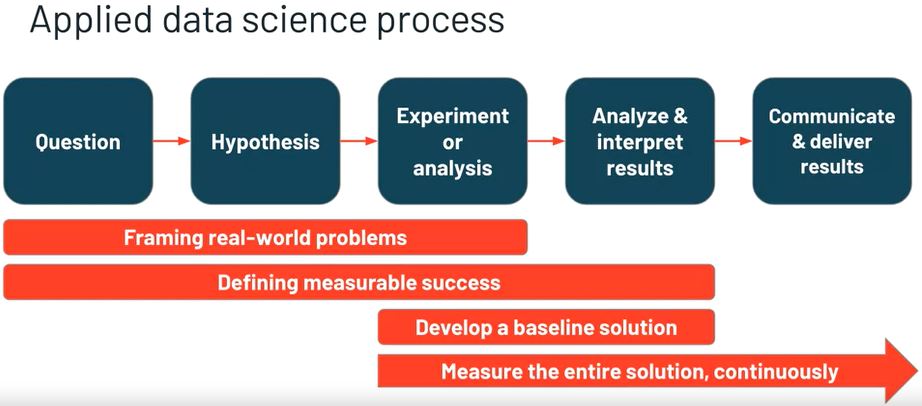 Applied data science process
Question
Hypothesis
Experiment
or
analysis
Analyze &
interpret
results
Communicate
& deliver
results
Framing real-world problems
Defining measurable success
Develop a baseline solution
Measure the entire solution, continuously